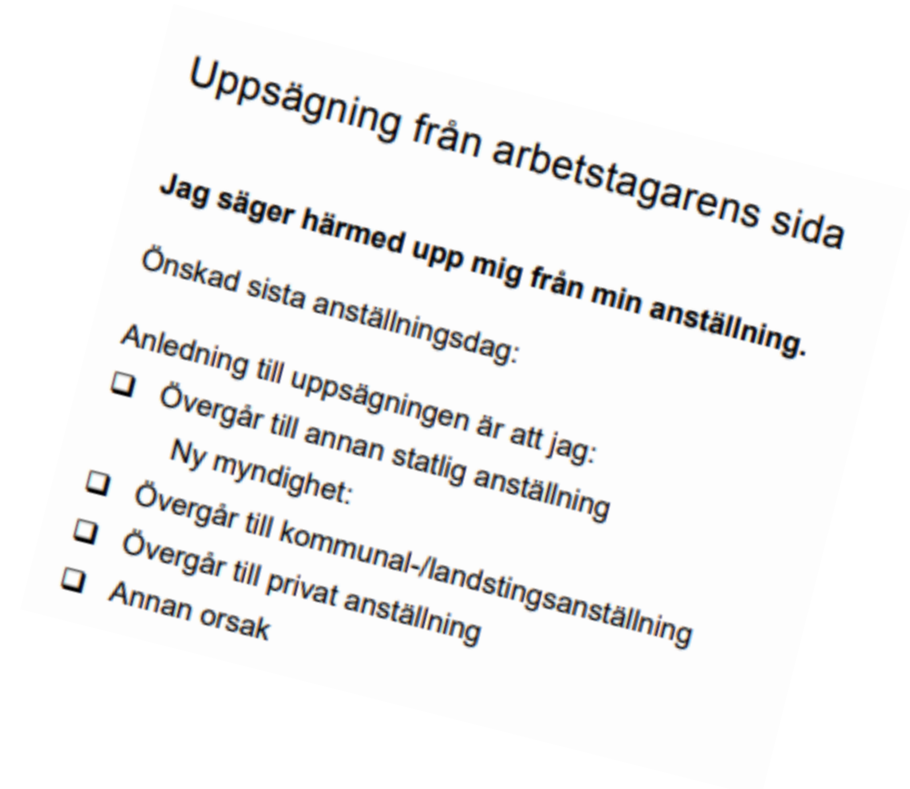 Uppsägning från arbetstagarens sida
Jag säger härmed upp mig från min anställning.
Önskad sista anställningsdag:
Anledning till uppsägningen är att jag:
❑ Övergår till annan statlig anställning
Ny myndighet:
❑ Övergår till kommunal-/landstingsanställning
❑ Övergår till privat anställning
❑ Annan orsak